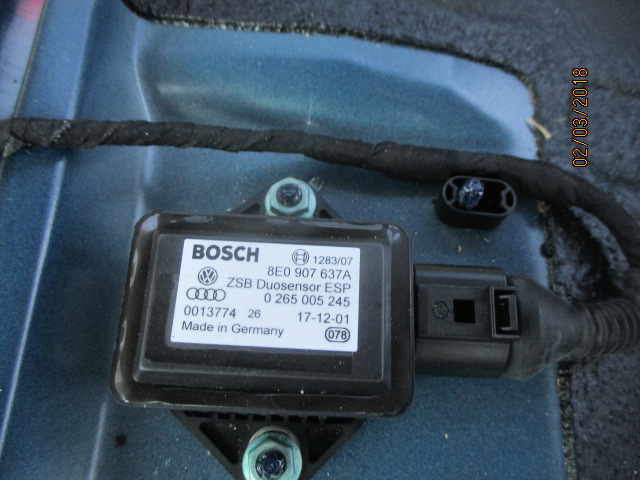 BOSCH
1283/07
8E0 907 637A
ZSB Duosensor ESP
0 265 005 245
0013774 26 17-12-01
Made in Germany 078
02/03/2018